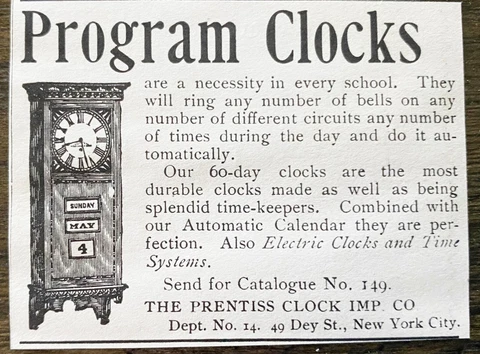 Program Clocks
are a necessity in every school. They
will ring any number of bells on any
number of different circuits any number
of times during the day and do it au-
tomatically.
Our 60-day clocks are the most
durable clocks made as well as being
splendid time-keepers. Combined with
our Automatic Calendar they are per-
fection. Also Electric Clocks and Time
Systems.
Send for Catalogue No. 149.
THE PRENTISS CLOCK IMP. CO
Dept. No. 14. 49 Dey St., New York City.
SUNDAY
MAY
4